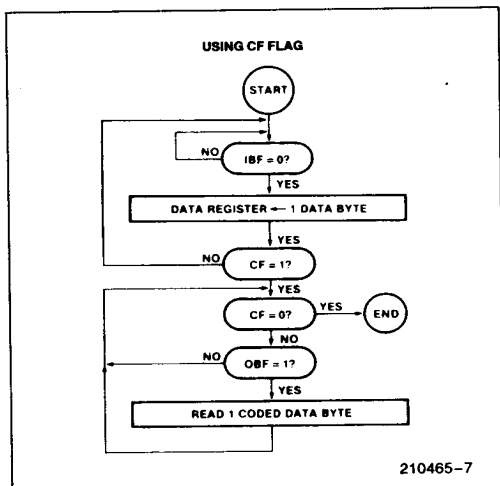 USING CF FLAG
START
NO
IBF = 0?
YES
DATA REGISTER ← 1 DATA BYTE
YES
NO
CF = 1?
YES
CF = 0?
YES
END
NO
NO
OBF = 1?
YES
READ 1 CODED DATA BYTE
210465-7